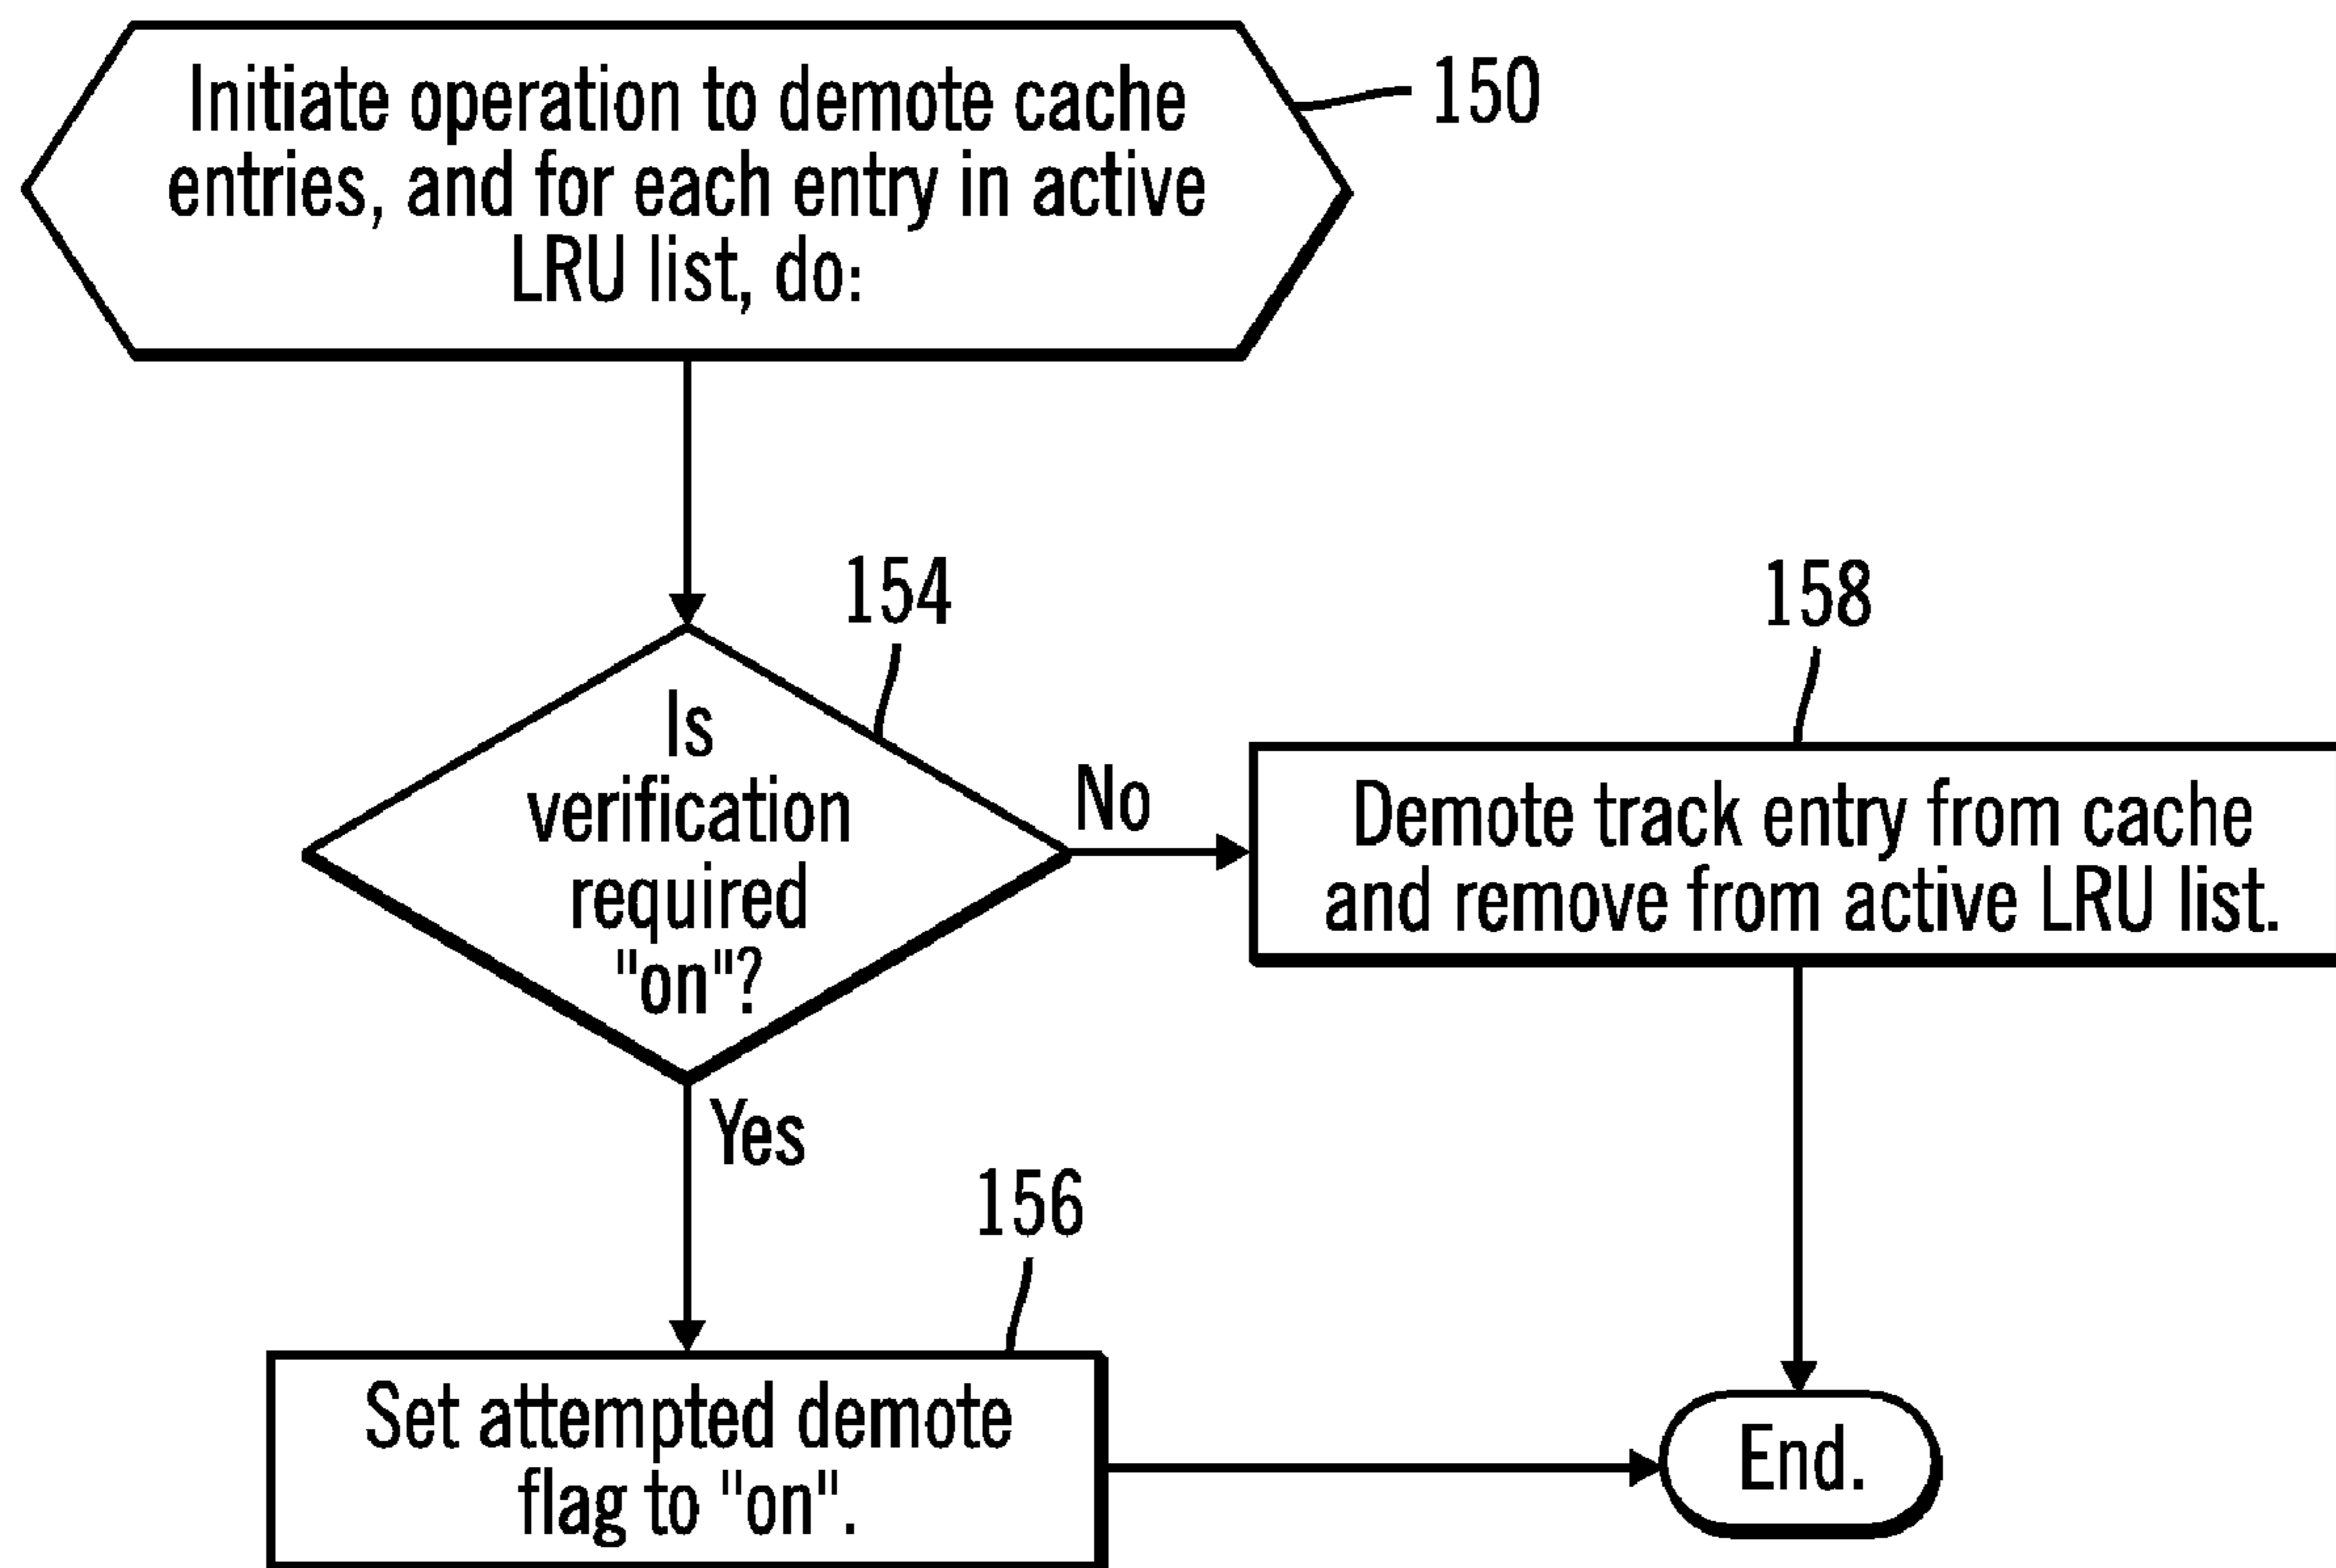 Initiate operation to demote cache
entries, and for each entry in active
LRU list, do:
150
154
Is
verification
required
"on"?
No
158
Demote track entry from cache
and remove from active LRU list.
Yes
156
Set attempted demote
flag to "on".
End.